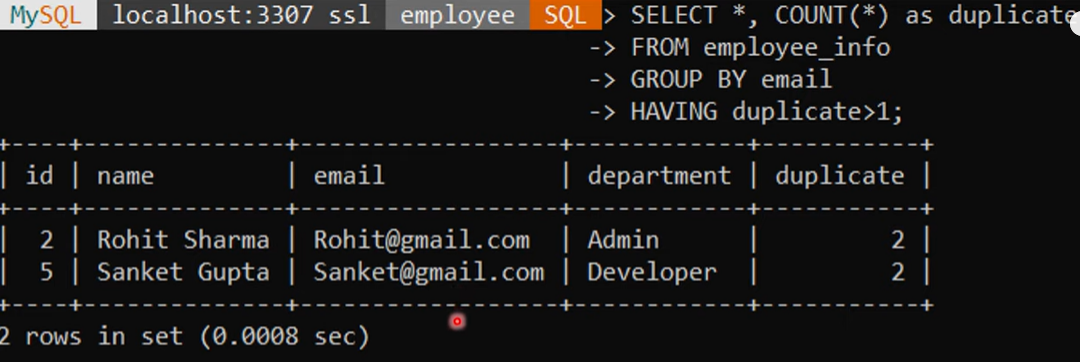 MySQL localhost:3307 ssl employee SQL > SELECT *, COUNT(*) as duplicate
-> FROM employee_info
-> GROUP BY email
-> HAVING duplicate>1;
+----+--------------+------------------+------------+-----------+
| id | name | email | department | duplicate |
+----+--------------+------------------+------------+-----------+
| 2 | Rohit Sharma | Rohit@gmail.com | Admin | 2 |
| 5 | Sanket Gupta | Sanket@gmail.com | Developer | 2 |
+----+--------------+------------------+------------+-----------+
2 rows in set (0.0008 sec)